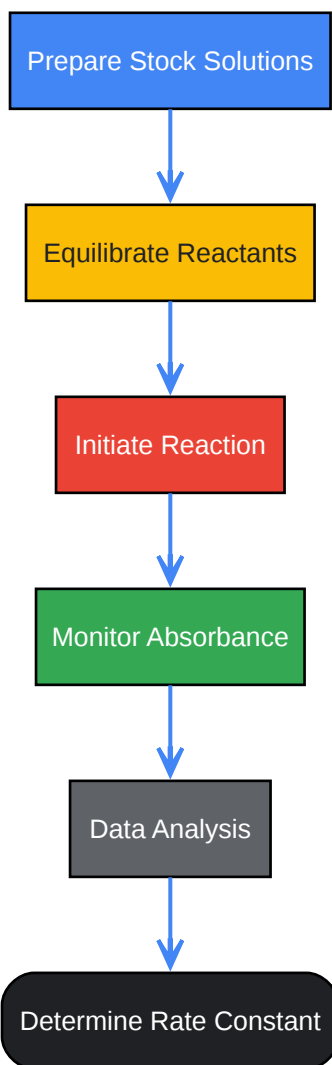 Prepare Stock Solutions
Equilibrate Reactants
Initiate Reaction
Monitor Absorbance
Data Analysis
Determine Rate Constant